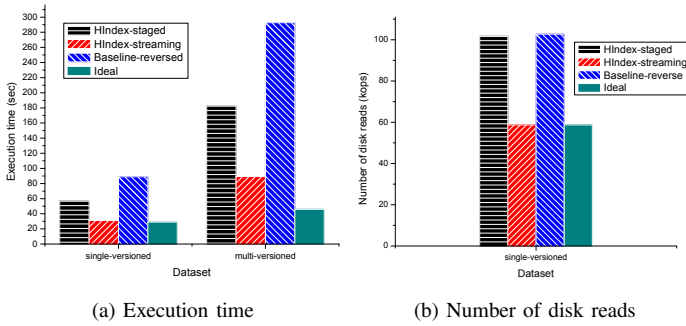 300
280
260
240
220
200
180
160
140
120
100
80
60
40
20
0
Execution time (sec)
HIndex-staged
HIndex-streaming
Baseline-reversed
Ideal
single-versioned
multi-versioned
Dataset
(a) Execution time
100
80
60
40
20
0
Number of disk reads (kops)
HIndex-staged
HIndex-streaming
Baseline-reverse
Ideal
single-versioned
Dataset
(b) Number of disk reads